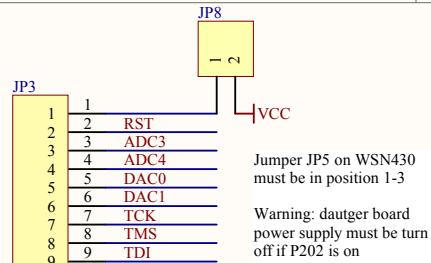 JP8
1 2
VCC
JP3
1 1
2 2 RST
3 3 ADC3
4 4 ADC4
5 5 DAC0
6 6 DAC1
7 7 TCK
8 8 TMS
9 9 TDI
Jumper JP5 on WSN430
must be in position 1-3
Warning: dautger board
power supply must be turn
off if P202 is on